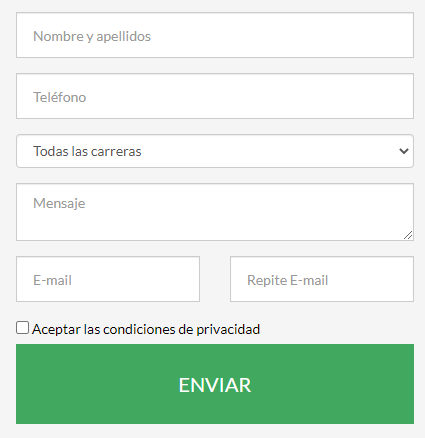 Nombre y apellidos
Teléfono
Todas las carreras
Mensaje
E-mail
Repite E-mail
Aceptar las condiciones de privacidad
ENVIAR